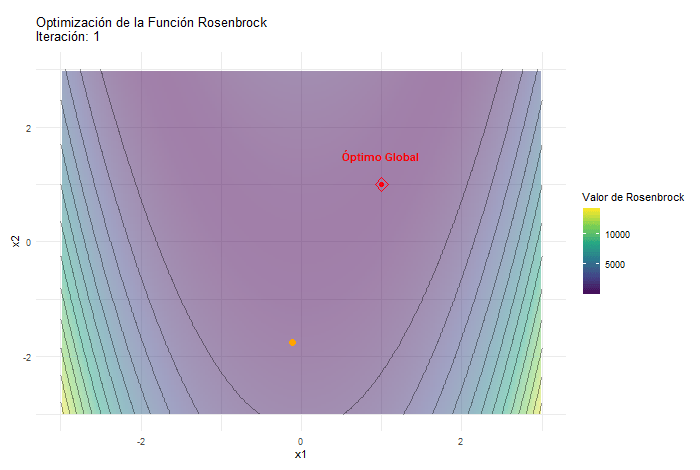 Optimización de la Función Rosenbrock
Iteración: 1
Óptimo Global
2
0
-2
x2
-2
0
2
x1
Valor de Rosenbrock
10000
5000